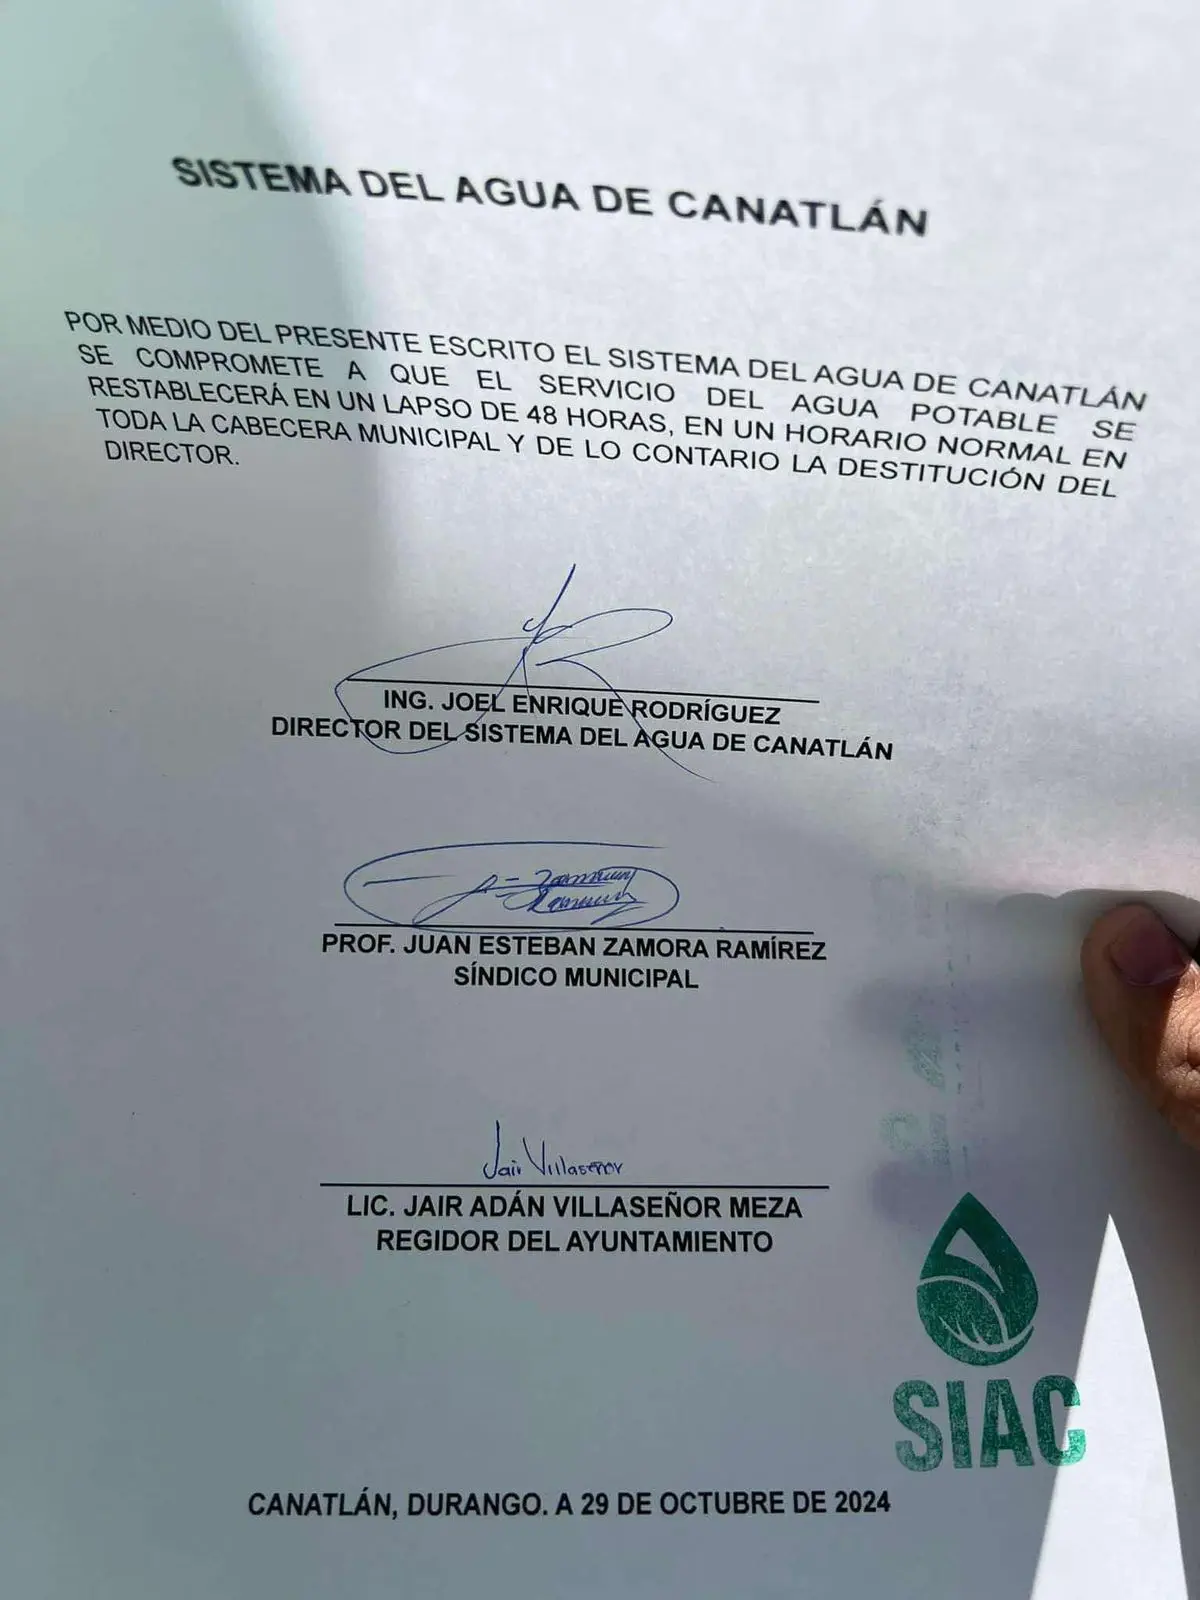 SISTEMA DEL AGUA DE CANATLÁN
POR MEDIO DEL PRESENTE ESCRITO EL SISTEMA DEL AGUA DE CANATLÁN
SE COMPROMETE A QUE EL SERVICIO DEL AGUA POTABLE SE
RESTABLECERÁ EN UN LAPSO DE 48 HORAS, EN UN HORARIO NORMAL EN
TODA LA CABECERA MUNICIPAL Y DE LO CONTARIO LA DESTITUCIÓN DEL
DIRECTOR.
ING. JOEL ENRIQUE RODRÍGUEZ
DIRECTOR DEL SISTEMA DEL AGUA DE CANATLÁN
PROF. JUAN ESTEBAN ZAMORA RAMÍREZ
SÍNDICO MUNICIPAL
Jair Villaseñor
LIC. JAIR ADÁN VILLASEÑOR MEZA
REGIDOR DEL AYUNTAMIENTO
SIAC
CANATLÁN, DURANGO. A 29 DE OCTUBRE DE 2024